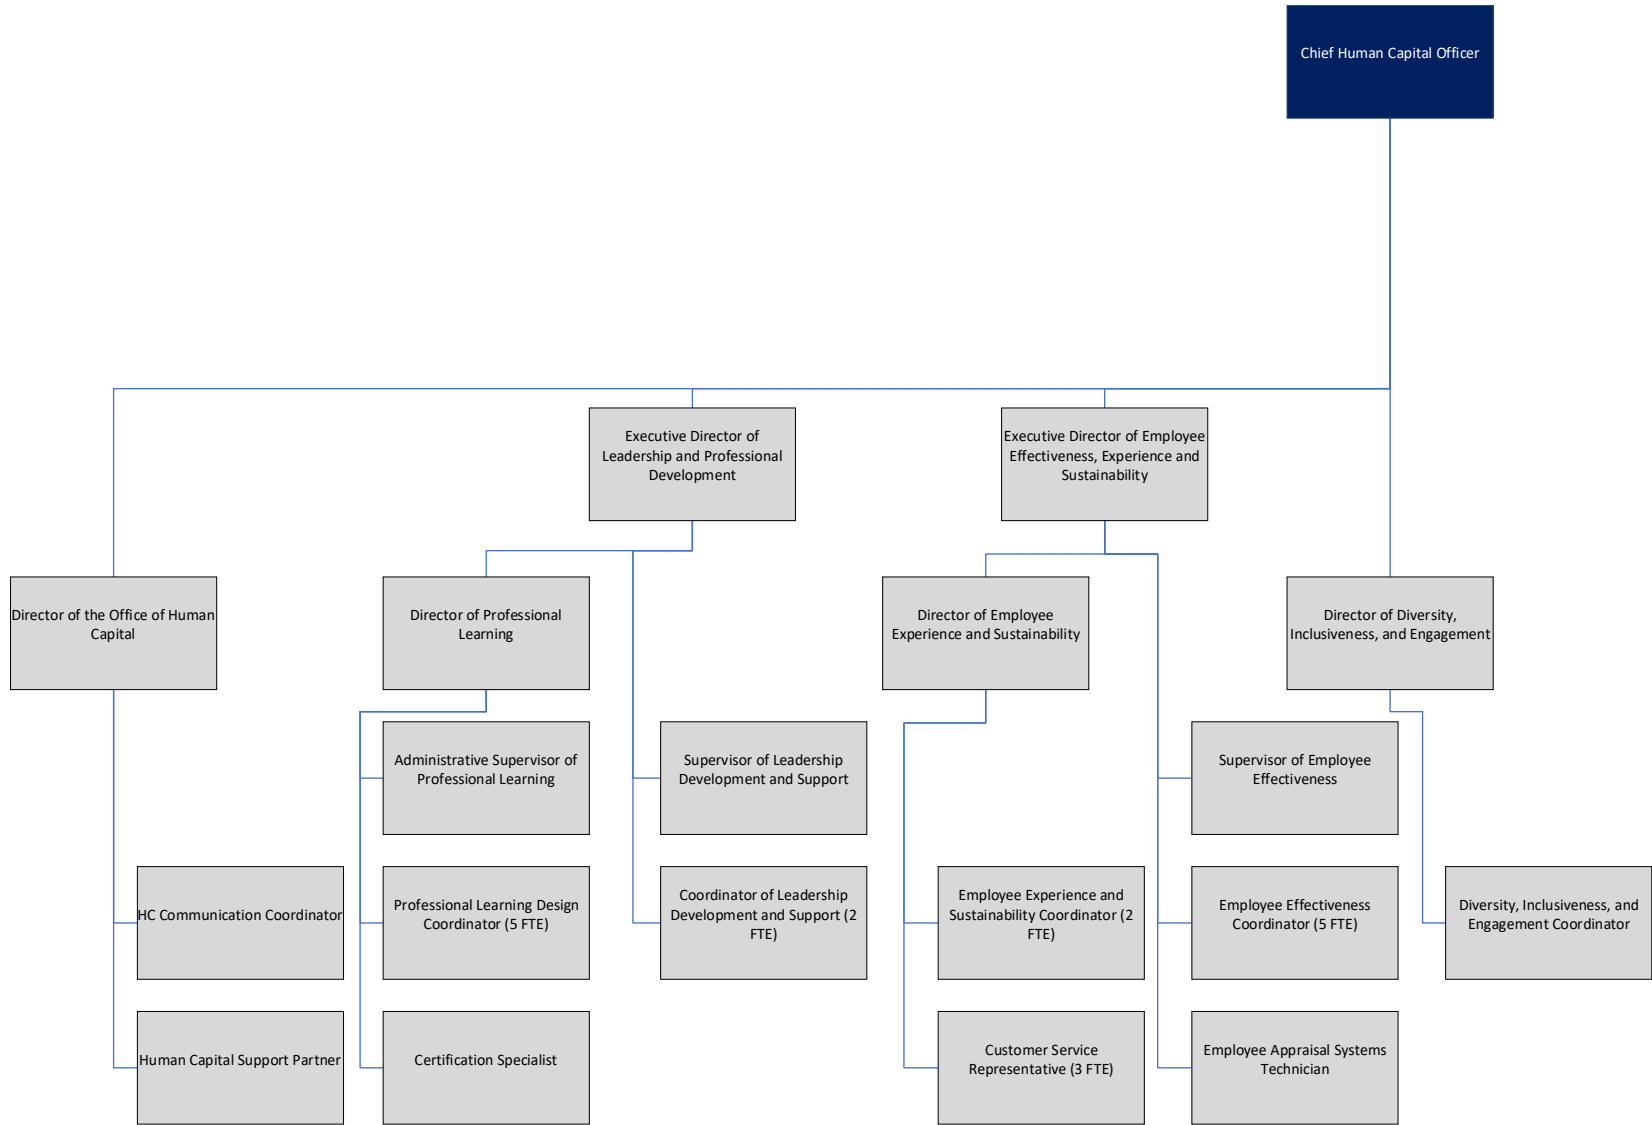 Chief Human Capital Officer
Executive Director of
Leadership and Professional
Development
Executive Director of Employee
Effectiveness, Experience and
Sustainability
Director of the Office of Human
Capital
Director of Professional
Learning
Director of Employee
Experience and Sustainability
Director of Diversity,
Inclusiveness, and Engagement
Administrative Supervisor of
Professional Learning
Supervisor of Leadership
Development and Support
Supervisor of Employee
Effectiveness
HC Communication Coordinator
Professional Learning Design
Coordinator (5 FTE)
Coordinator of Leadership
Development and Support (2
FTE)
Employee Experience and
Sustainability Coordinator (2
FTE)
Employee Effectiveness
Coordinator (5 FTE)
Diversity, Inclusiveness, and
Engagement Coordinator
Human Capital Support Partner
Certification Specialist
Customer Service
Representative (3 FTE)
Employee Appraisal Systems
Technician